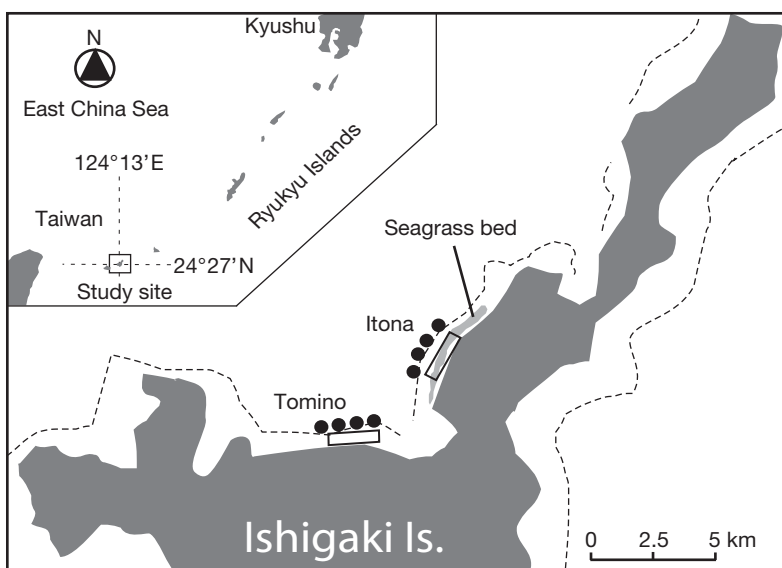 Kyushu
N
East China Sea
Ryukyu Islands
124°13'E
Taiwan
24°27'N
Study site
Seagrass bed
Itona
Tomino
Ishigaki Is.
0 2.5 5 km